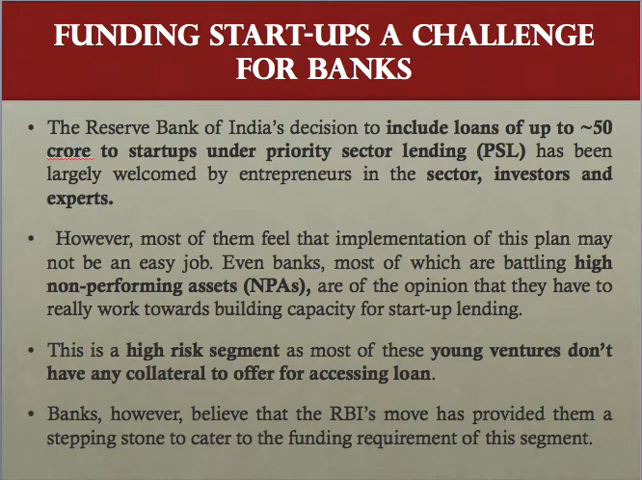 FUNDING START-UPS A CHALLENGE
FOR BANKS
• The Reserve Bank of India's decision to include loans of up to ~50
crore to startups under priority sector lending (PSL) has been
largely welcomed by entrepreneurs in the sector, investors and
experts.
• However, most of them feel that implementation of this plan may
not be an easy job. Even banks, most of which are battling high
non-performing assets (NPAs), are of the opinion that they have to
really work towards building capacity for start-up lending.
• This is a high risk segment as most of these young ventures don't
have any collateral to offer for accessing loan.
• Banks, however, believe that the RBI's move has provided them a
stepping stone to cater to the funding requirement of this segment.